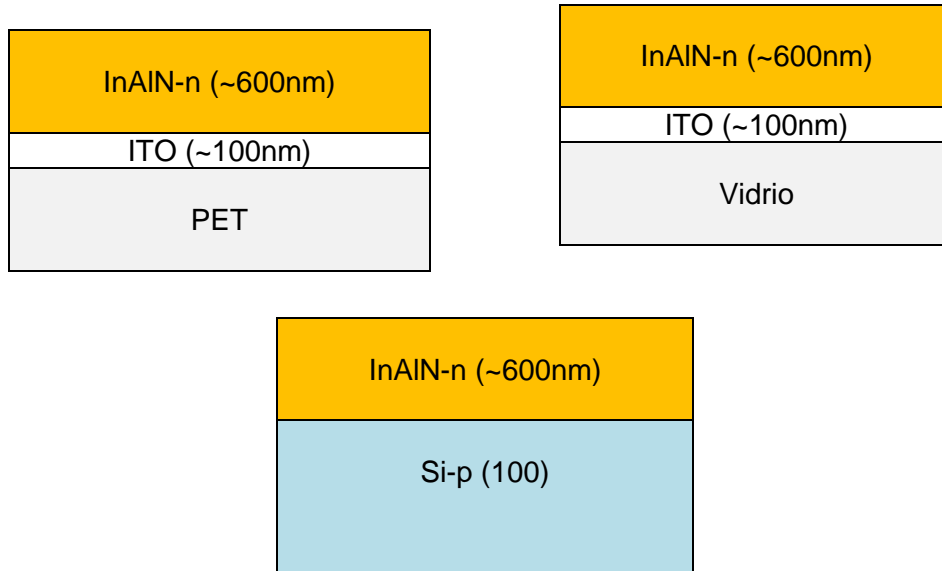 InAlN-n (~600nm)
ITO (~100nm)
PET
InAlN-n (~600nm)
ITO (~100nm)
Vidrio
InAlN-n (~600nm)
Si-p (100)